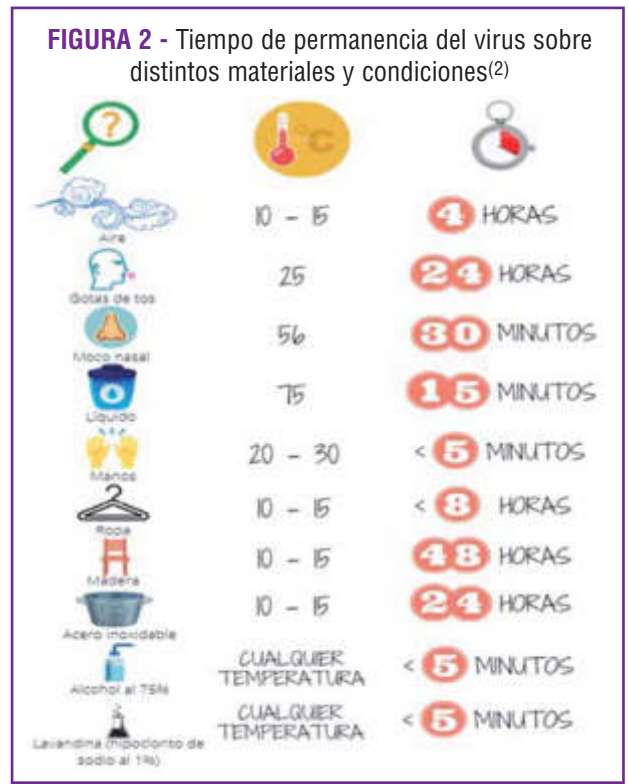 FIGURA 2 - Tiempo de permanencia del virus sobre
distintos materiales y condiciones(2)
?
°C
Aire
10 - 15
4 HORAS
Gotas de tos
25
24 HORAS
Moco nasal
56
30 MINUTOS
Líquido
75
15 MINUTOS
Manos
20 - 30
< 5 MINUTOS
Ropa
10 - 15
< 8 HORAS
Madera
10 - 15
48 HORAS
Acero inoxidable
10 - 15
24 HORAS
Alcohol al 75%
CUALQUIER
TEMPERATURA
< 5 MINUTOS
Lavandina (hipoclorito de
sodio al 1%)
CUALQUIER
TEMPERATURA
< 5 MINUTOS